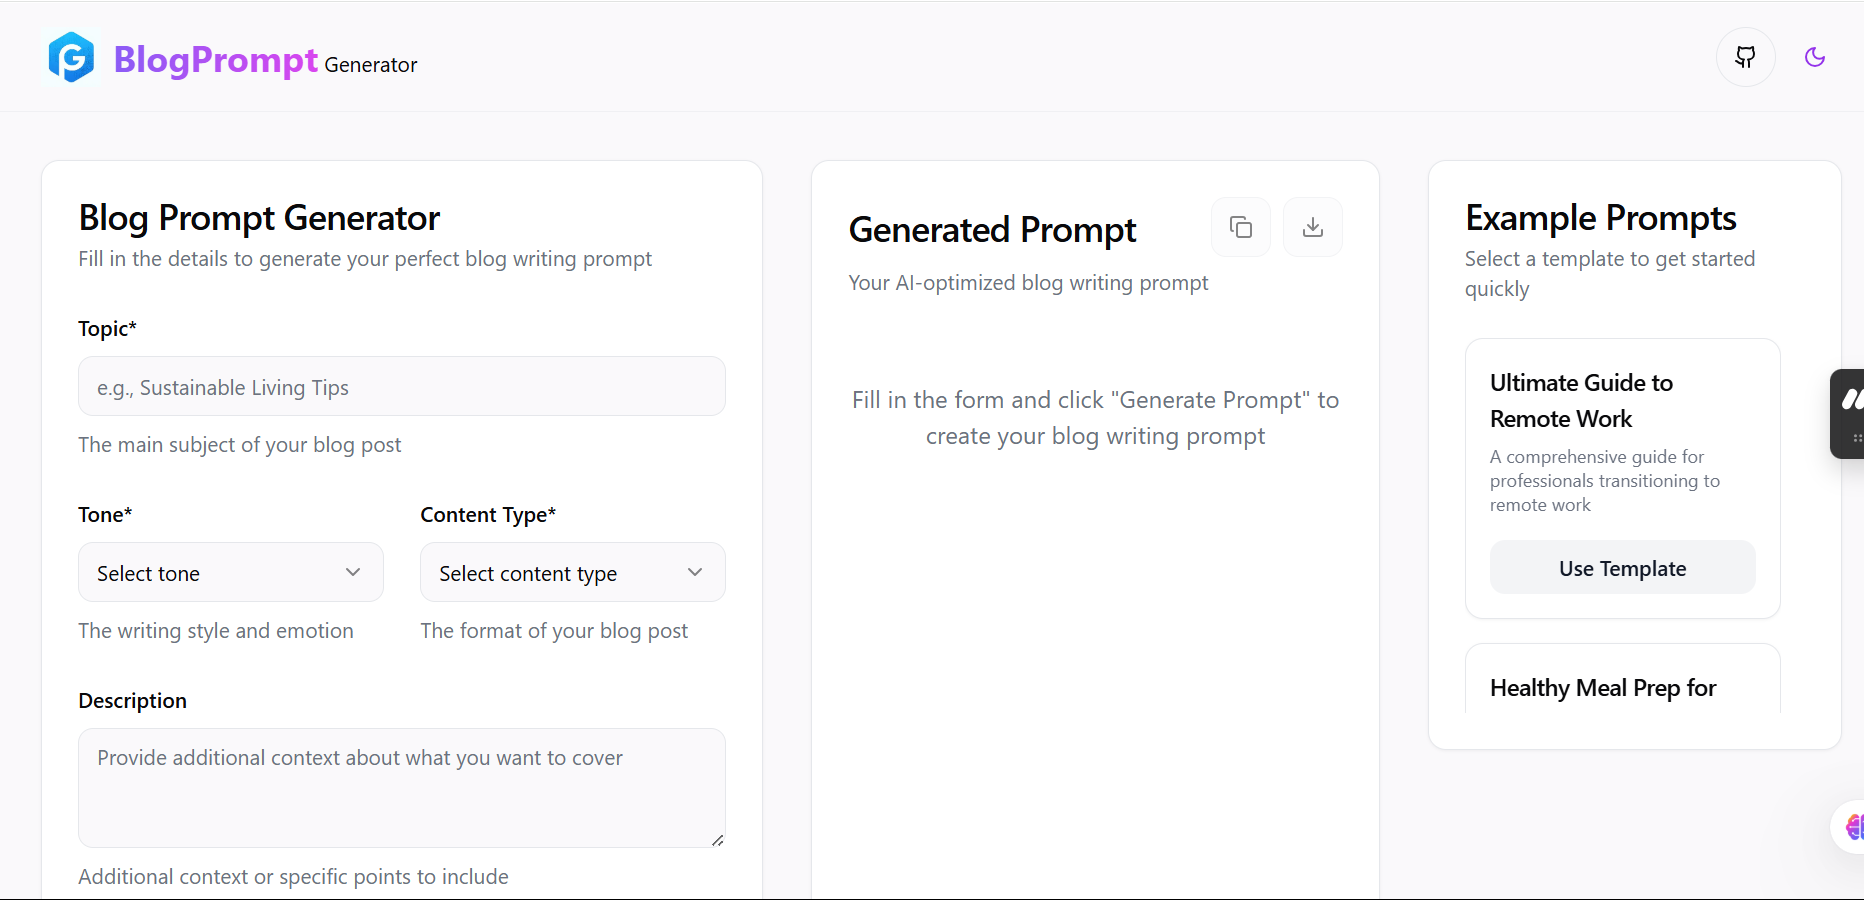 BlogPrompt Generator
Blog Prompt Generator
Fill in the details to generate your perfect blog writing prompt
Topic*
e.g., Sustainable Living Tips
The main subject of your blog post
Tone*
Content Type*
Select tone
Select content type
The writing style and emotion
The format of your blog post
Description
Provide additional context about what you want to cover
Additional context or specific points to include
Generated Prompt
Your AI-optimized blog writing prompt
Fill in the form and click "Generate Prompt" to
create your blog writing prompt
Example Prompts
Select a template to get started
quickly
Ultimate Guide to
Remote Work
A comprehensive guide for
professionals transitioning to
remote work
Use Template
Healthy Meal Prep for